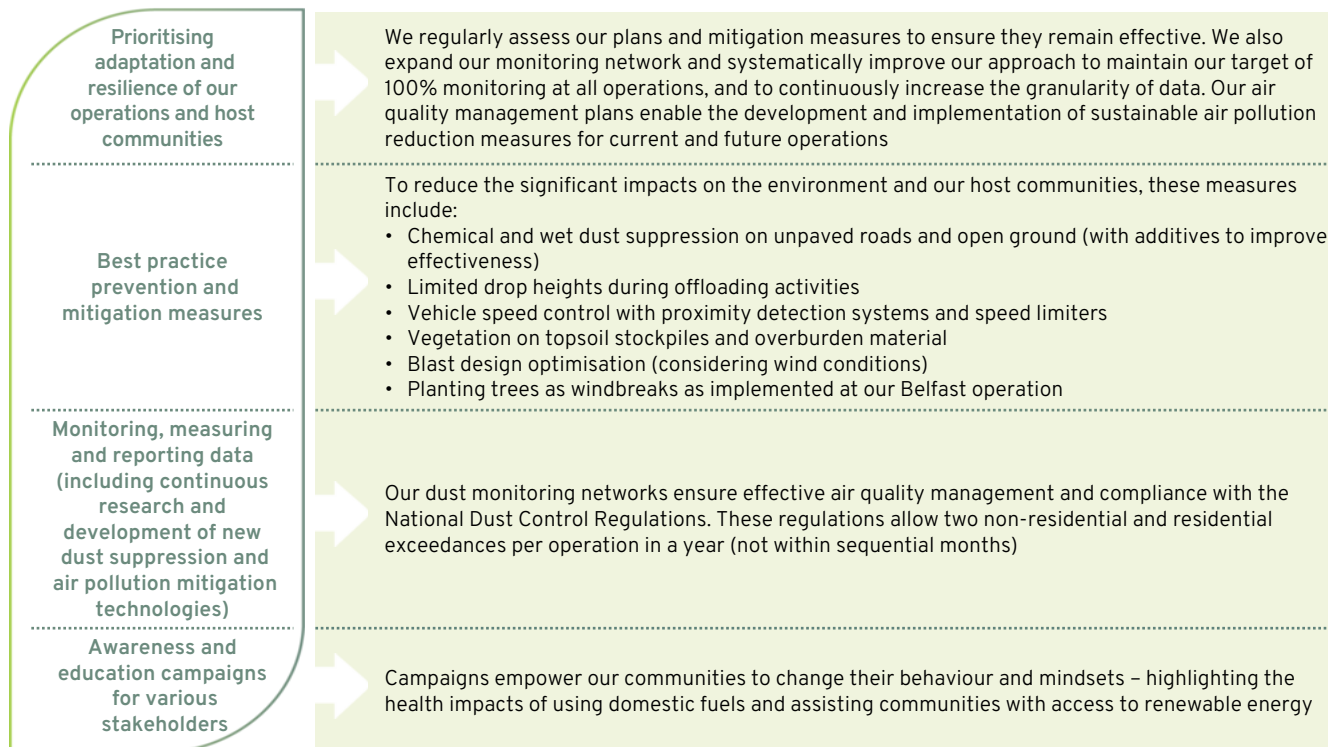 Prioritising
adaptation and
resilience of our
operations and host
communities
We regularly assess our plans and mitigation measures to ensure they remain effective. We also
expand our monitoring network and systematically improve our approach to maintain our target of
100% monitoring at all operations, and to continuously increase the granularity of data. Our air
quality management plans enable the development and implementation of sustainable air pollution
reduction measures for current and future operations
Best practice
prevention and
mitigation measures
To reduce the significant impacts on the environment and our host communities, these measures
include:
• Chemical and wet dust suppression on unpaved roads and open ground (with additives to improve
effectiveness)
• Limited drop heights during offloading activities
• Vehicle speed control with proximity detection systems and speed limiters
• Vegetation on topsoil stockpiles and overburden material
• Blast design optimisation (considering wind conditions)
• Planting trees as windbreaks as implemented at our Belfast operation
Monitoring, measuring
and reporting data
(including continuous
research and
development of new
dust suppression and
air pollution mitigation
technologies)
Our dust monitoring networks ensure effective air quality management and compliance with the
National Dust Control Regulations. These regulations allow two non-residential and residential
exceedances per operation in a year (not within sequential months)
Awareness and
education campaigns
for various
stakeholders
Campaigns empower our communities to change their behaviour and mindsets – highlighting the
health impacts of using domestic fuels and assisting communities with access to renewable energy